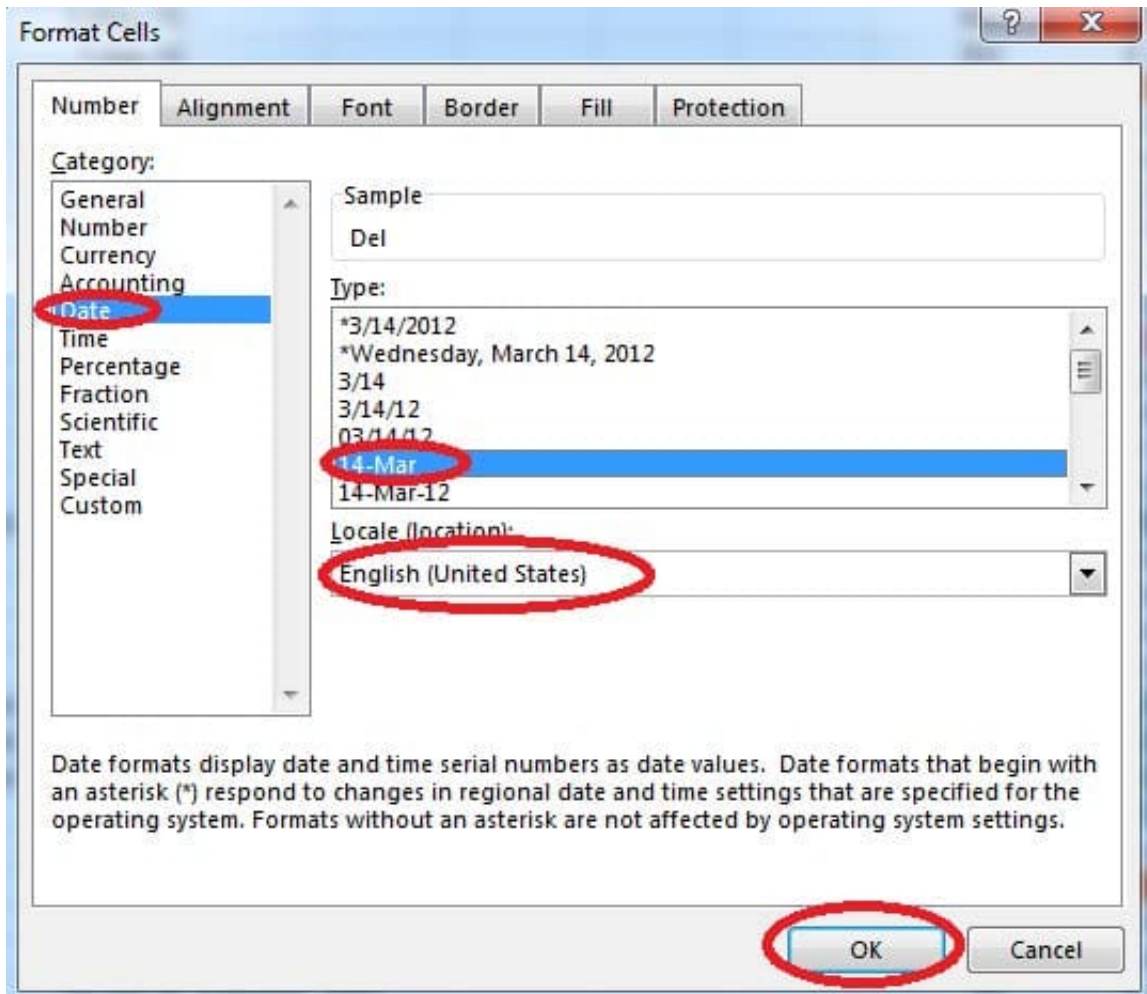 Format Cells
Number Alignment Font Border Fill Protection
Category:
General
Number
Currency
Accounting
Date
Time
Percentage
Fraction
Scientific
Text
Special
Custom
Sample
Del
Type:
*3/14/2012
*Wednesday, March 14, 2012
3/14
3/14/12
03/14/12
14-Mar
14-Mar-12
Locale (location):
English (United States)
Date formats display date and time serial numbers as date values.  Date formats that begin with
an asterisk (*) respond to changes in regional date and time settings that are specified for the
operating system. Formats without an asterisk are not affected by operating system settings.
OK Cancel